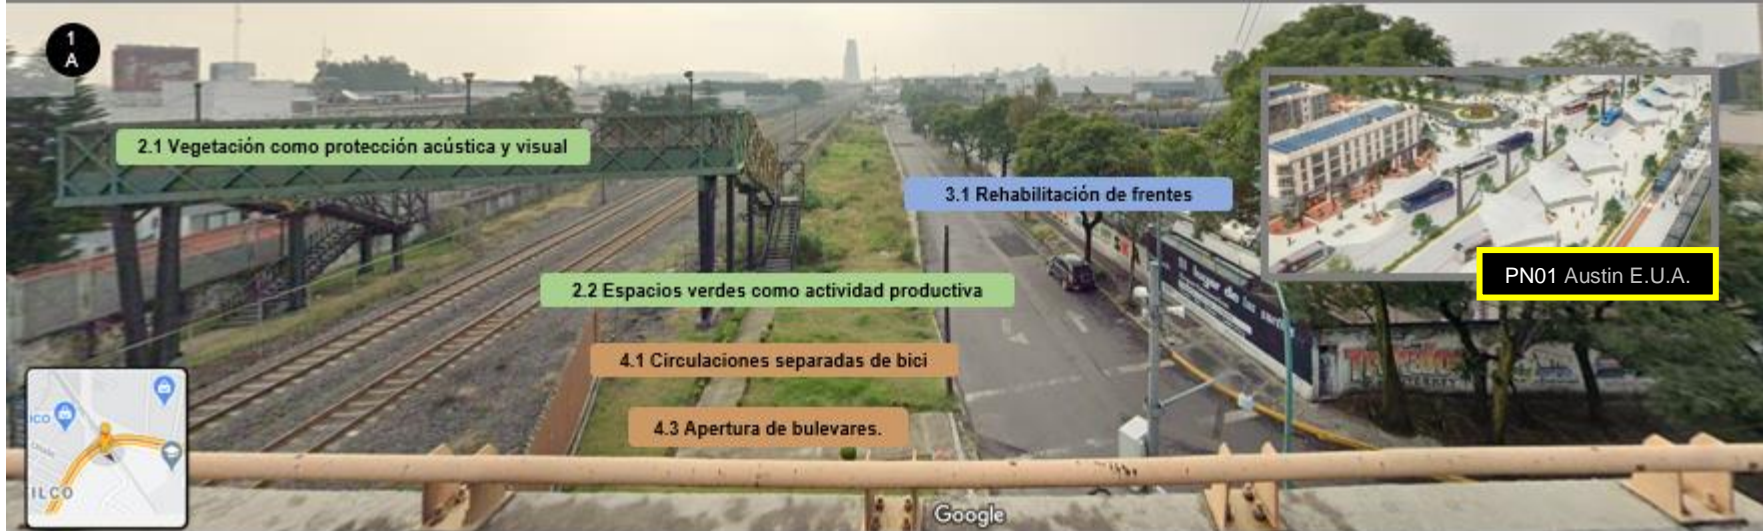 1
A
2.1 Vegetación como protección acústica y visual
3.1 Rehabilitación de frentes
PN01 Austin E.U.A.
2.2 Espacios verdes como actividad productiva
4.1 Circulaciones separadas de bici
4.3 Apertura de bulevares.
ICO
ILCO
Google